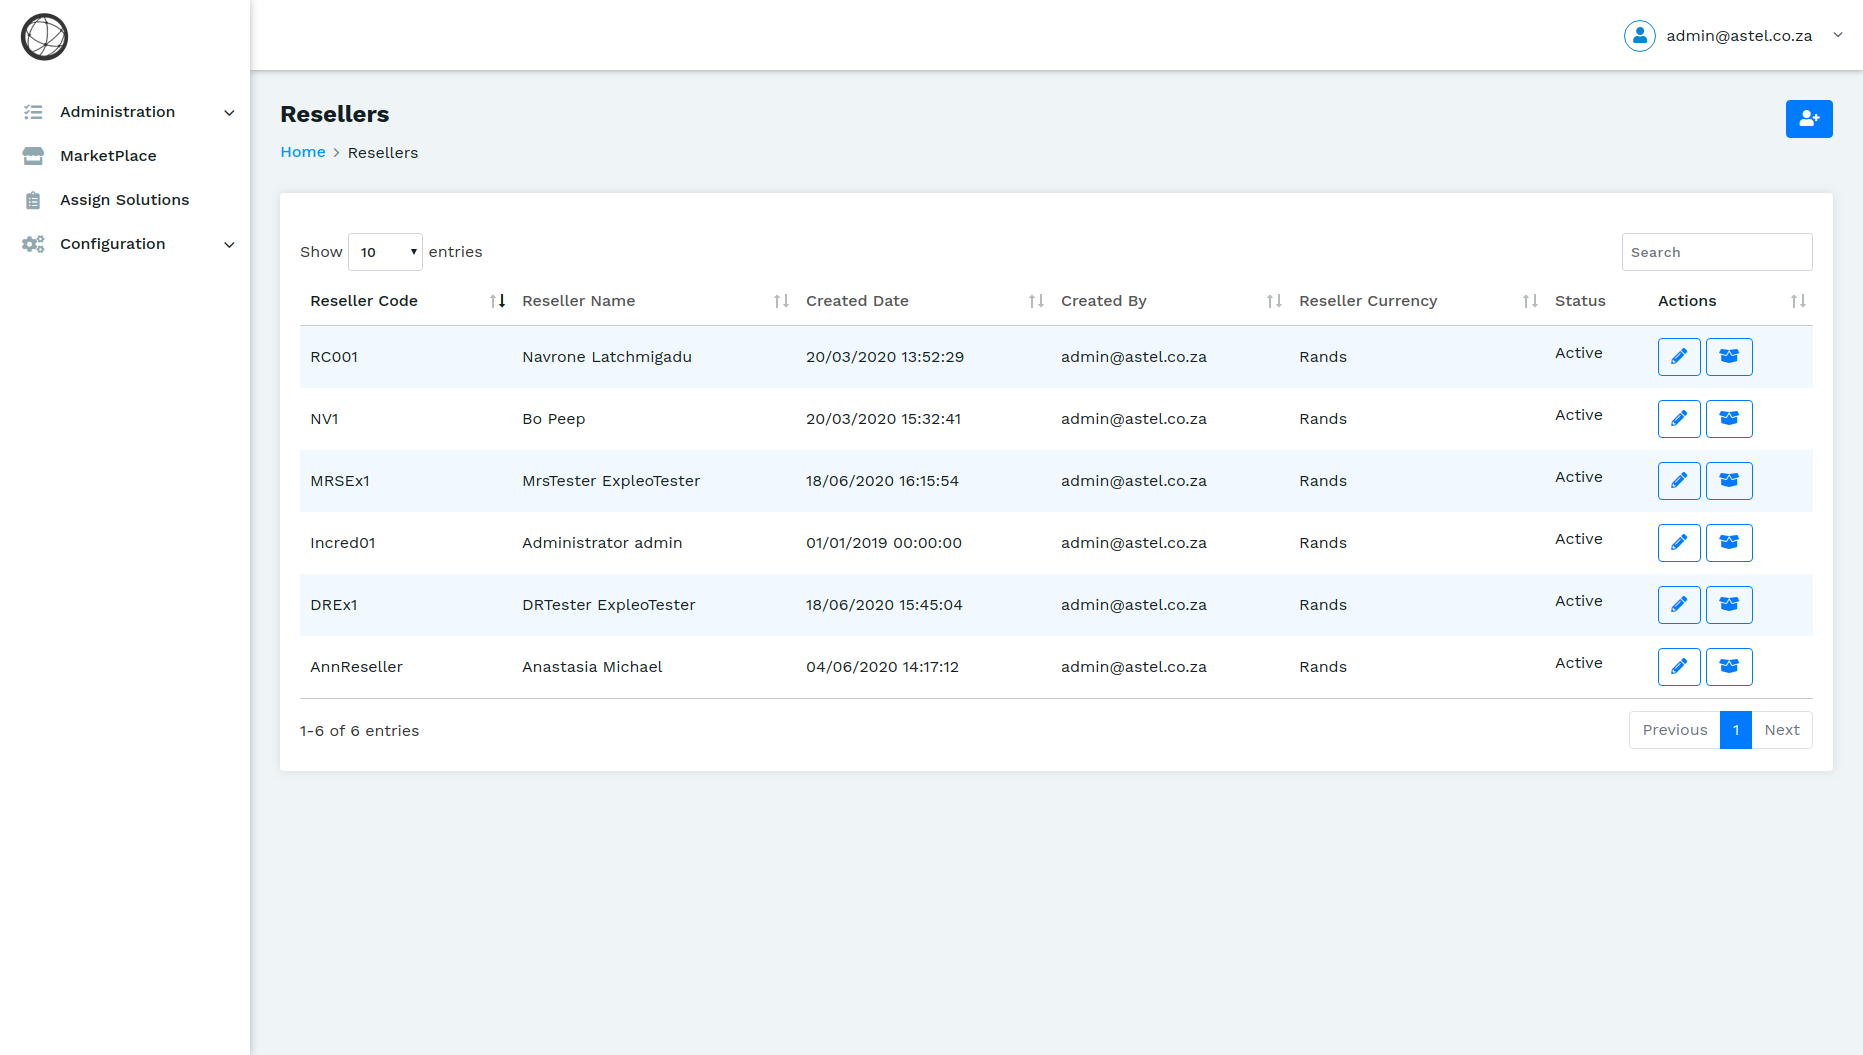 admin@astel.co.za
Administration
MarketPlace
Assign Solutions
Configuration
Resellers
Home > Resellers
Show 10 entries
Search
Reseller Code Reseller Name Created Date Created By Reseller Currency Status Actions
RC001 Navrone Latchmigadu 20/03/2020 13:52:29 admin@astel.co.za Rands Active
NV1 Bo Peep 20/03/2020 15:32:41 admin@astel.co.za Rands Active
MRSEx1 MrsTester ExpleoTester 18/06/2020 16:15:54 admin@astel.co.za Rands Active
Incred01 Administrator admin 01/01/2019 00:00:00 admin@astel.co.za Rands Active
DREx1 DRTester ExpleoTester 18/06/2020 15:45:04 admin@astel.co.za Rands Active
AnnReseller Anastasia Michael 04/06/2020 14:17:12 admin@astel.co.za Rands Active
1-6 of 6 entries
Previous 1 Next